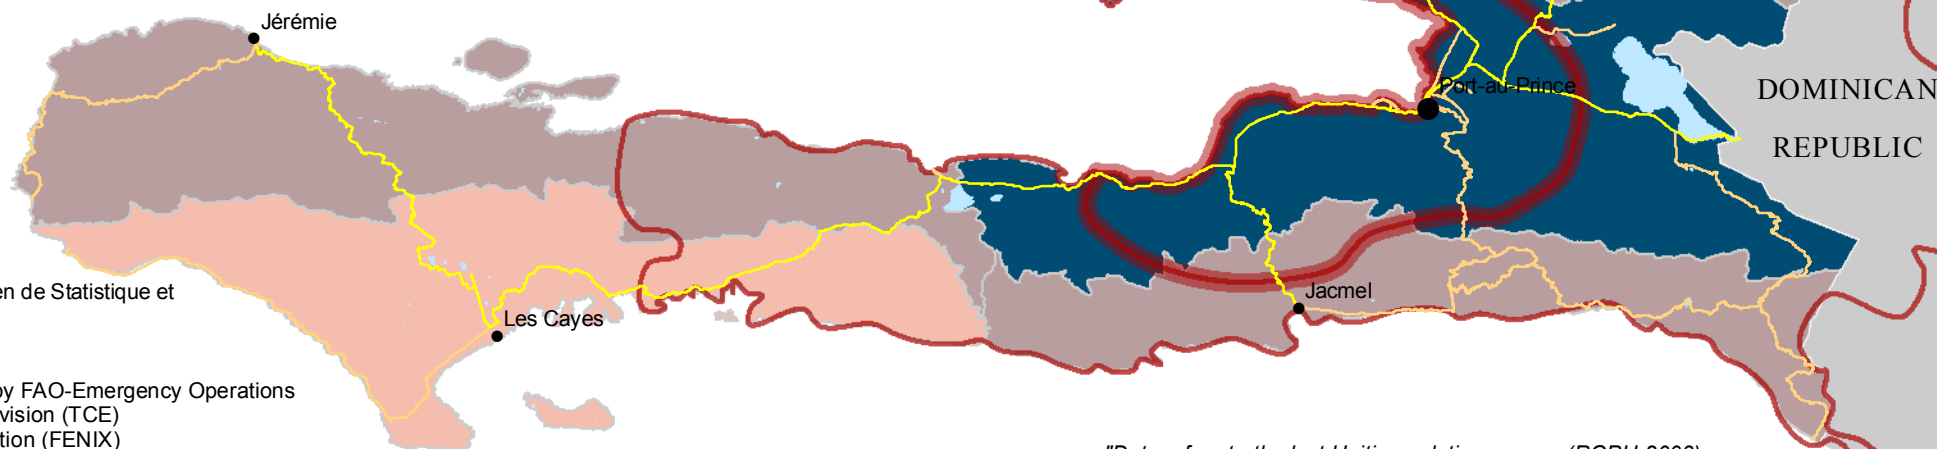 Jérémie
Port-au-Prince
DOMINICAN
REPUBLIC
en de Statistique et
Jacmel
Les Cayes
by FAO-Emergency Operations
vision (TCE)
tion (FENIX)